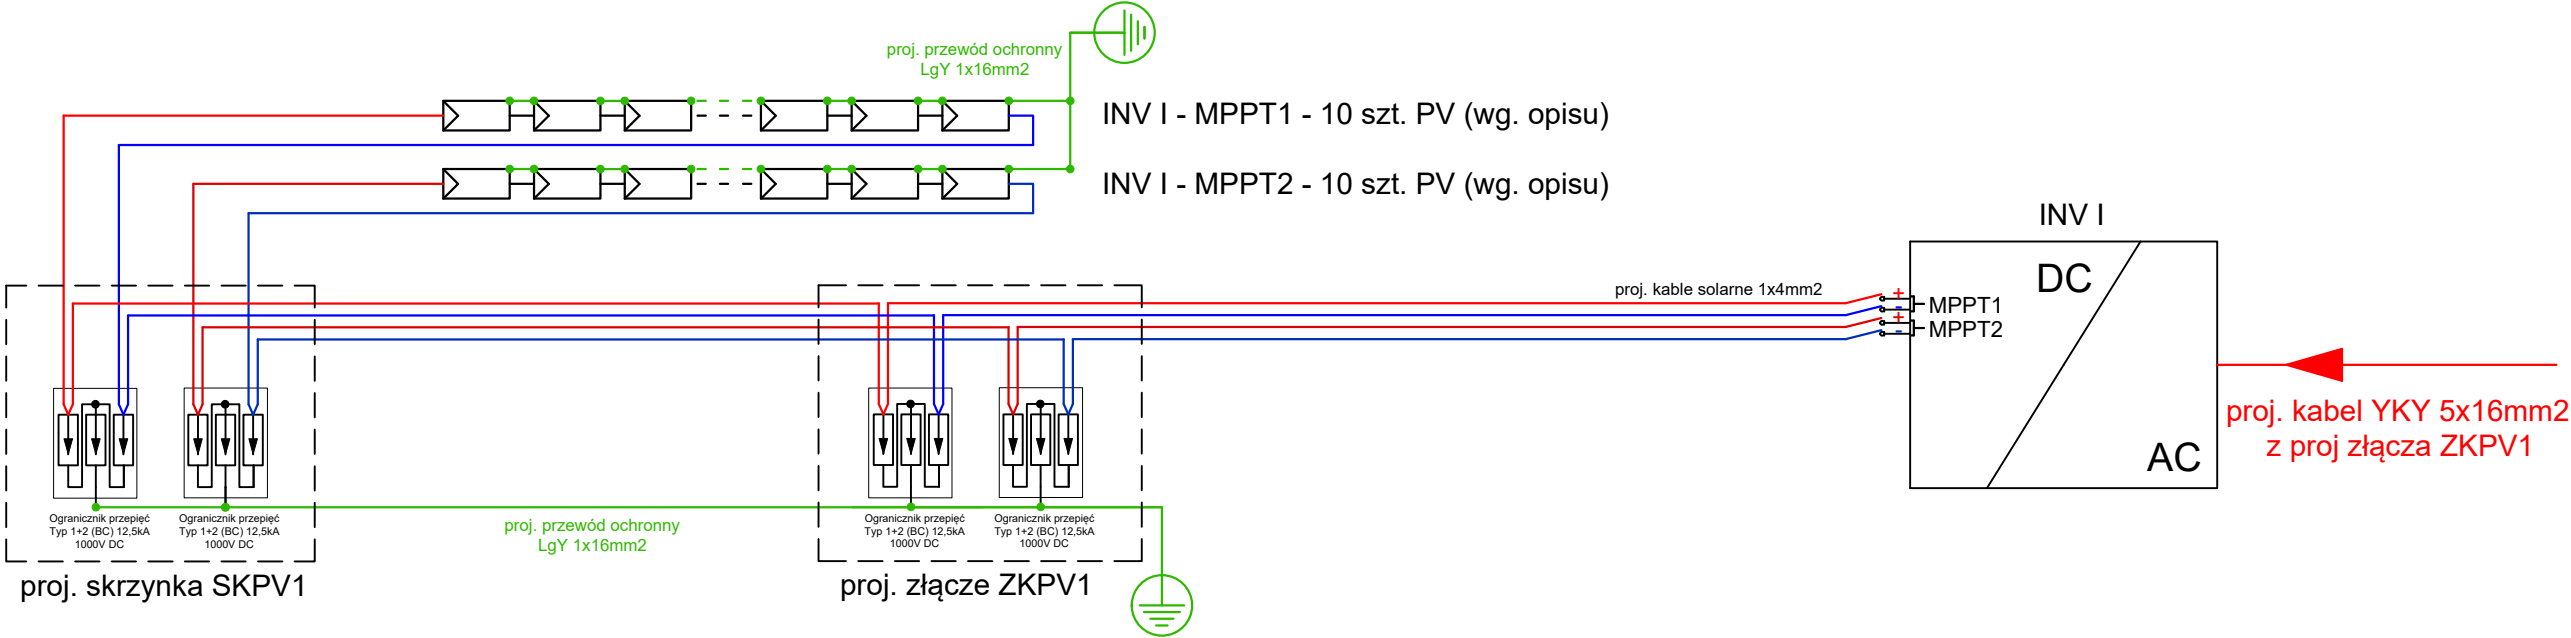 proj. przewód ochronny
LgY 1x16mm2
INV I - MPPT1 - 10 szt. PV (wg. opisu)
INV I - MPPT2 - 10 szt. PV (wg. opisu)
INV I
DC
proj. kable solarne 1x4mm2
+
-
MPPT1
+
-
MPPT2
AC
proj. kabel YKY 5x16mm2
z proj złącza ZKPV1
Ogranicznik przepięć
Typ 1+2 (BC) 12,5kA
1000V DC
Ogranicznik przepięć
Typ 1+2 (BC) 12,5kA
1000V DC
proj. przewód ochronny
LgY 1x16mm2
Ogranicznik przepięć
Typ 1+2 (BC) 12,5kA
1000V DC
Ogranicznik przepięć
Typ 1+2 (BC) 12,5kA
1000V DC
proj. skrzynka SKPV1
proj. złącze ZKPV1